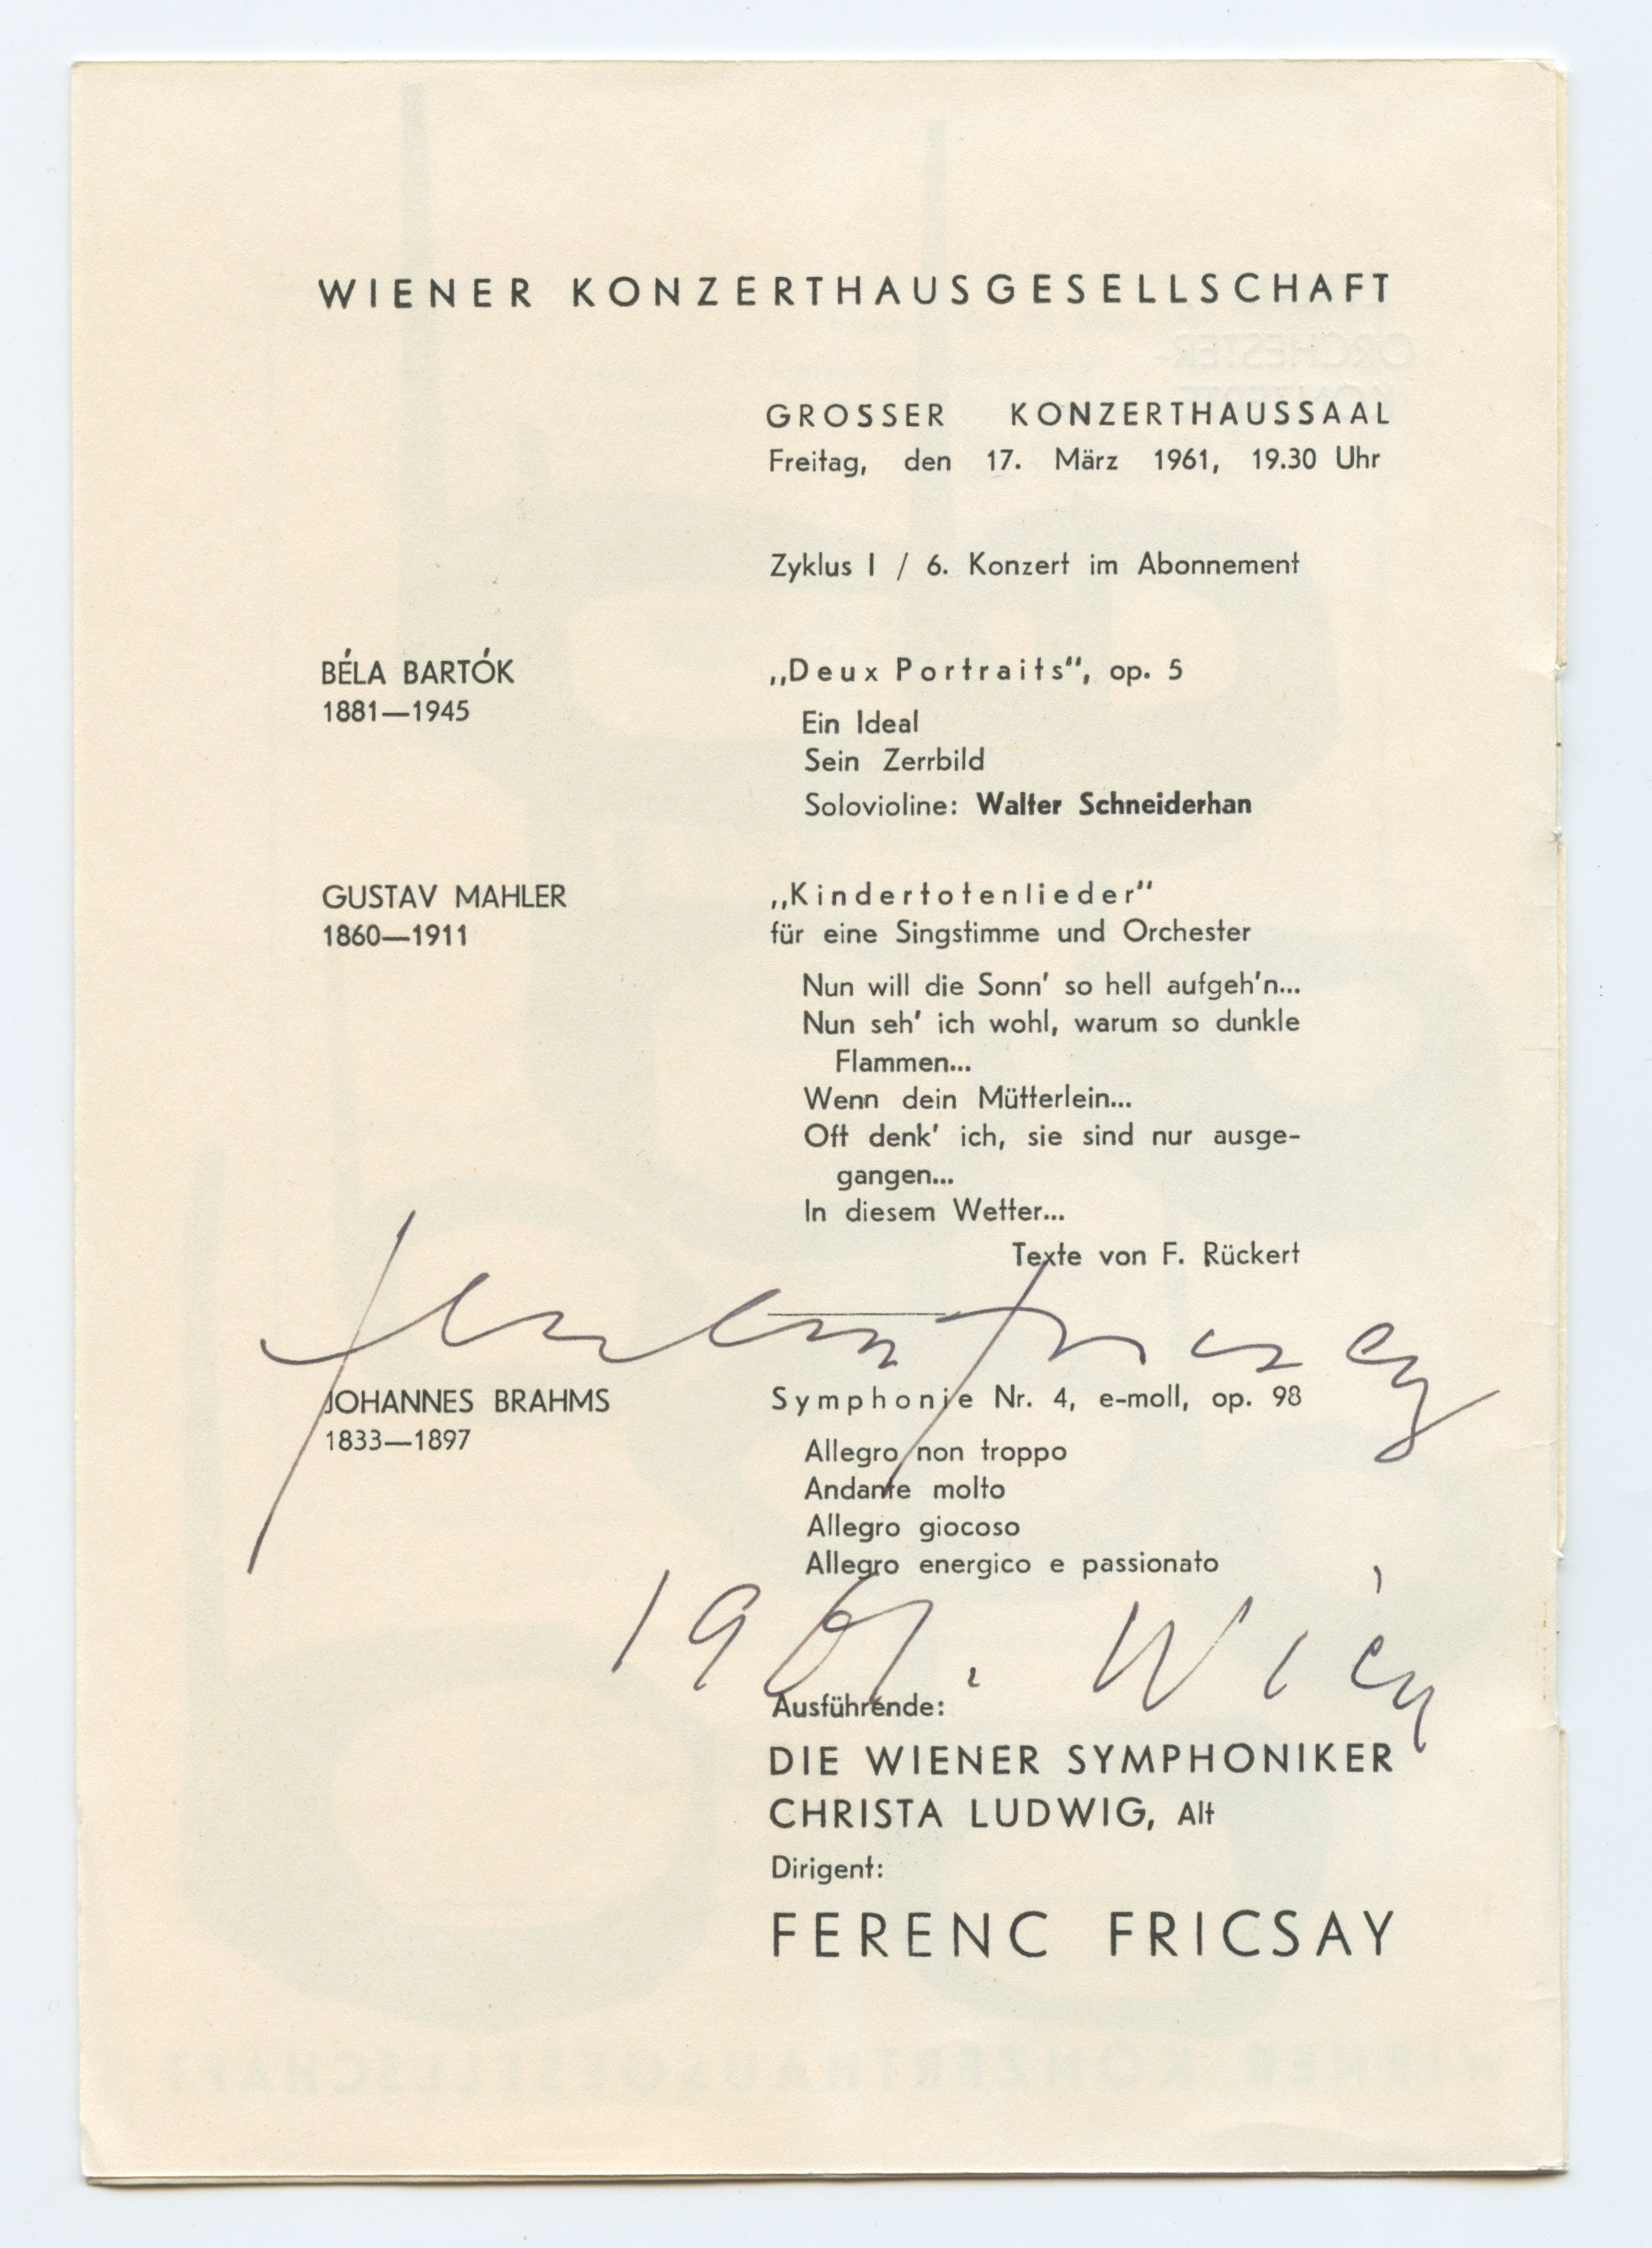 WIENER KONZERTHAUSGESELLSCHAFT
GROSSER KONZERTHAUSSAAL
Freitag, den 17. März 1961, 19.30 Uhr
Zyklus I / 6. Konzert im Abonnement
BÉLA BARTÓK
1881—1945
„Deux Portraits“, op. 5
Ein Ideal
Sein Zerrbild
Solovioline: Walter Schneiderhan
GUSTAV MAHLER
1860—1911
„Kindertotenlieder“
für eine Singstimme und Orchester
Nun will die Sonn' so hell aufgeh'n...
Nun seh' ich wohl, warum so dunkle
Flammen...
Wenn dein Mütterlein...
Oft denk' ich, sie sind nur ausge-
gangen...
In diesem Wetter...
Texte von F. Rückert
Ferenc Fricsay
JOHANNES BRAHMS
1833—1897
Symphonie Nr. 4, e-moll, op. 98
Allegro non troppo
Andante molto
Allegro giocoso
Allegro energico e passionato
1961. Wien
Ausführende:
DIE WIENER SYMPHONIKER
CHRISTA LUDWIG, Alt
Dirigent:
FERENC FRICSAY